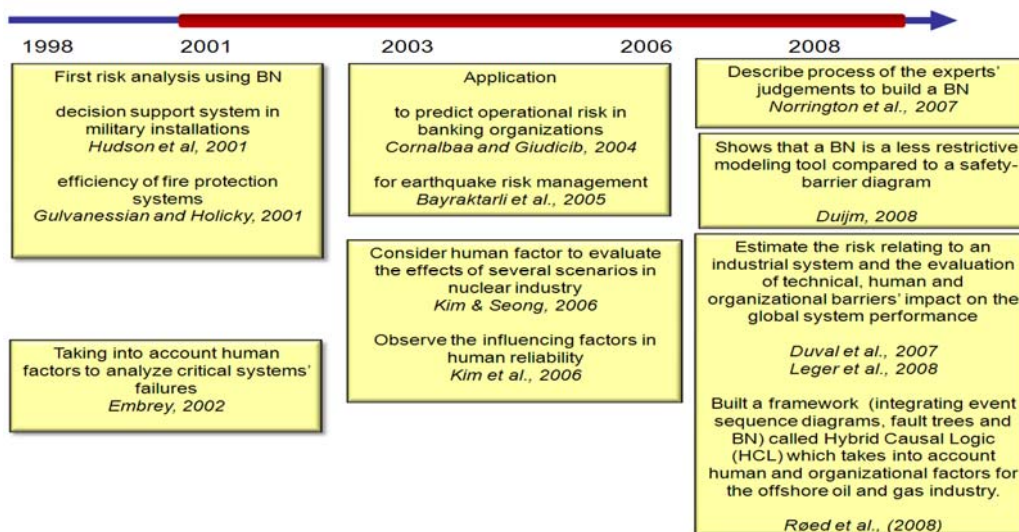 1998
2001
2003
2006
2008
First risk analysis using BN
decision support system in
military installations
Hudson et al, 2001
efficiency of fire protection
systems
Gulvanessian and Holicky, 2001
Taking into account human
factors to analyze critical systems'
failures
Embrey, 2002
Application
to predict operational risk in
banking organizations
Cornalbaa and Giudicib, 2004
for earthquake risk management
Bayraktarli et al., 2005
Consider human factor to evaluate
the effects of several scenarios in
nuclear industry
Kim & Seong, 2006
Observe the influencing factors in
human reliability
Kim et al., 2006
Describe process of the experts'
judgements to build a BN
Norrington et al., 2007
Shows that a BN is a less restrictive
modeling tool compared to a safety-
barrier diagram
Duijm, 2008
Estimate the risk relating to an
industrial system and the evaluation
of technical, human and
organizational barriers' impact on the
global system performance
Duval et al., 2007
Leger et al., 2008
Built a framework (integrating event
sequence diagrams, fault trees and
BN) called Hybrid Causal Logic
(HCL) which takes into account
human and organizational factors for
the offshore oil and gas industry.
Røed et al., (2008)